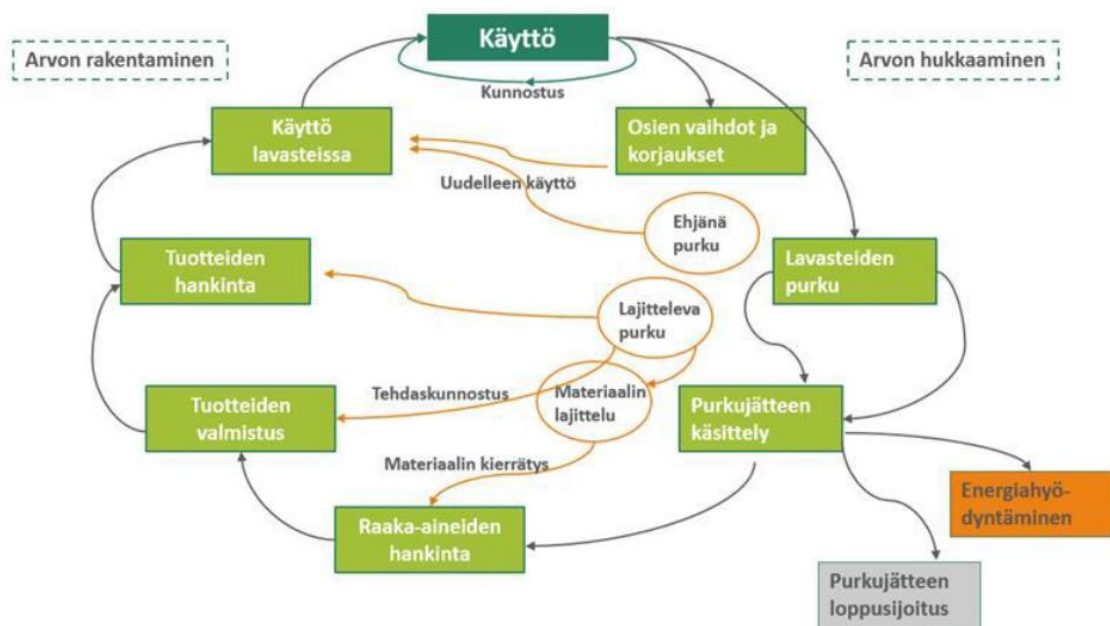 Käyttö
Arvon rakentaminen
Arvon hukkaaminen
Kunnostus
Käyttö
lavasteissa
Osien vaihdot ja
korjaukset
Uudelleen käyttö
Ehjänä
purku
Tuotteiden
hankinta
Lavasteiden
purku
Lajitteleva
purku
Tehdaskunnostus
Materiaalin
lajittelu
Tuotteiden
valmistus
Purkujätteen
käsittely
Materiaalin kierrätys
Energiahyö-
dyntäminen
Raaka-aineiden
hankinta
Purkujätteen
loppusijoitus